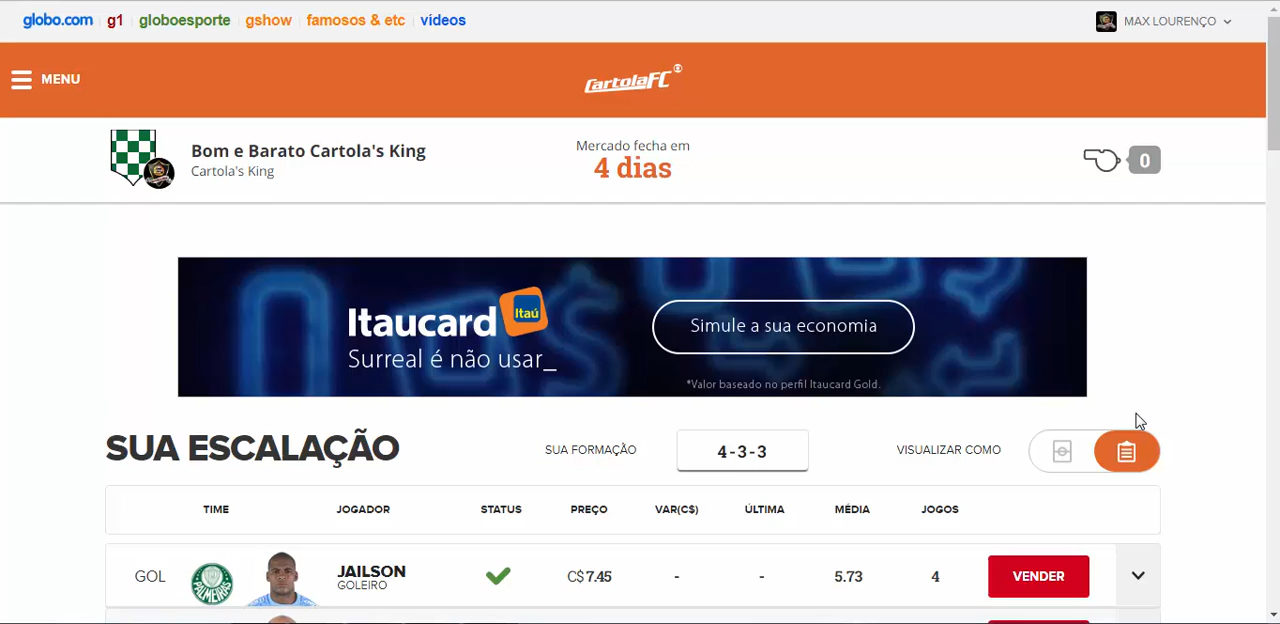 globo.com g1 globoesporte gshow famosos & etc vídeos MAX LOURENÇO
MENU CartolaFC
Bom e Barato Cartola's King
Cartola's King
Mercado fecha em
4 dias
0
Itaucard Itaú
Surreal é não usar_
Simule a sua economia
*Valor baseado no perfil Itaucard Gold.
SUA ESCALAÇÃO SUA FORMAÇÃO 4-3-3 VISUALIZAR COMO
TIME JOGADOR STATUS PREÇO VAR(C$) ÚLTIMA MÉDIA JOGOS
GOL PALMEIRAS JAILSON C$ 7.45 - - 5.73 4 VENDER
GOLEIRO